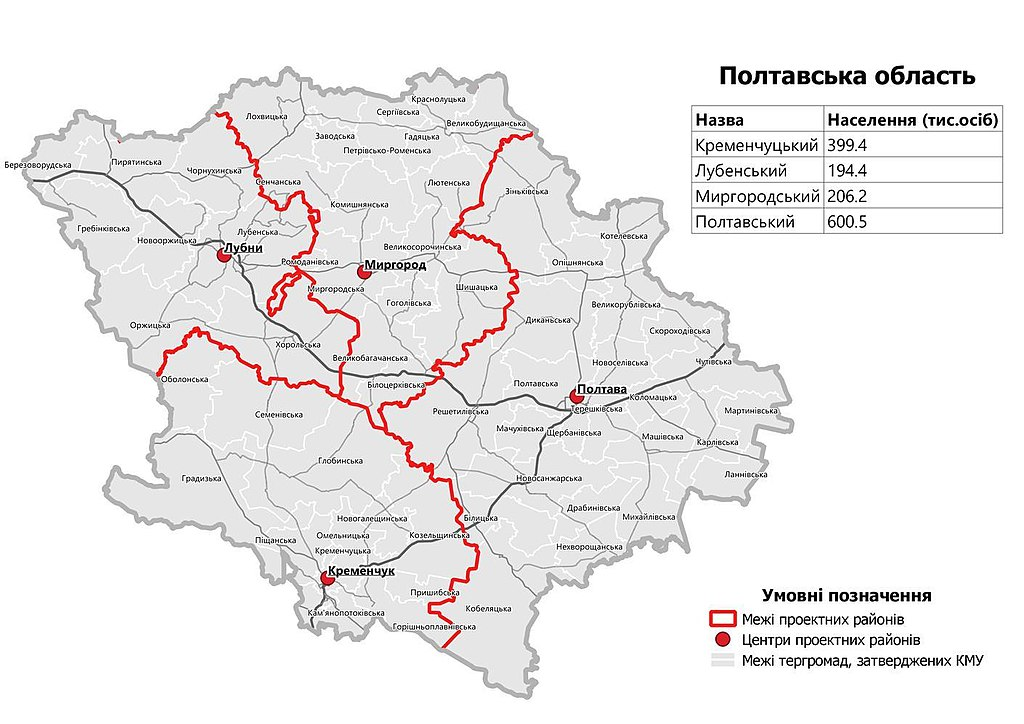 Полтавська область
Назва Населення (тис.осіб)
Кременчуцький 399.4
Лубенський 194.4
Миргородський 206.2
Полтавський 600.5
Краснолуцька
Лохвицька
Сергіївська
Великобудищанська
Заводська
Гадяцька
Петрівсько-Роменська
Березоворудська
Пирятинська
Чорнухинська
Сенчанська
Лютенська
Зіньківська
Комишнянська
Гребінківська
Новооржицька
Лубенська
Лубни
Великосорочинська
Котелевська
Ромоданівська
Миргород
Опішнянська
Миргородська
Шишацька
Гоголівська
Великорублівська
Оржицька
Диканьська
Скороходівська
Хорольська
Великобагачанська
Новоселівська
Чутівська
Оболонська
Білоцерківська
Полтавська
Полтава
Коломацька
Семенівська
Решетилівська
Терешківська
Мартинівська
Мачухівська
Щербанівська
Машівська
Карлівська
Глобинська
Градизька
Новосанжарська
Ланнівська
Драбинівська
Новогалещинська
Білицька
Михайлівська
Піщанська
Омельницька
Козельщинська
Кременчуцька
Нехворощанська
Кременчук
Пришибська
Кам'янопотоківська
Кобеляцька
Горішньоплавнівська
Умовні позначення
Межі проектних районів
Центри проектних районів
Межі тергромад, затверджених КМУ